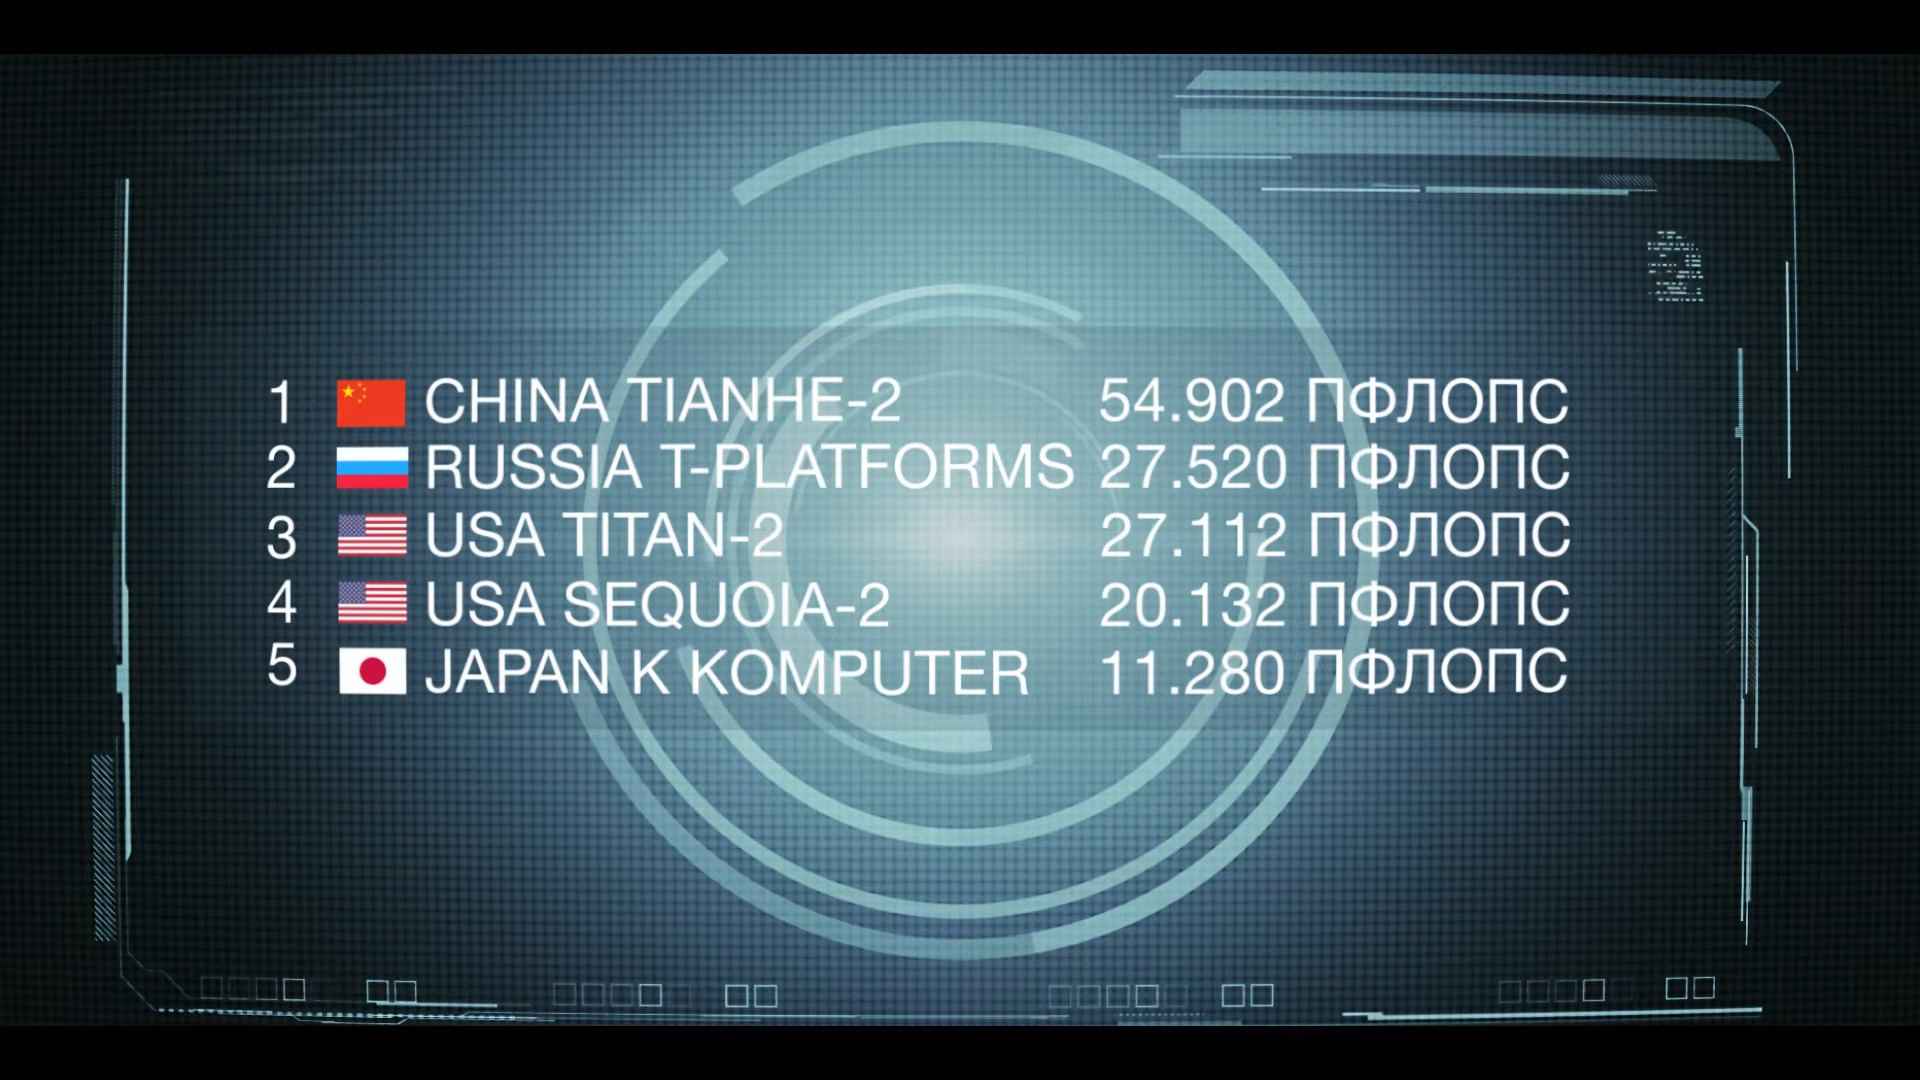 1 CHINA TIANHE-2 54.902 ПФЛОПС
2 RUSSIA T-PLATFORMS 27.520 ПФЛОПС
3 USA TITAN-2 27.112 ПФЛОПС
4 USA SEQUOIA-2 20.132 ПФЛОПС
5 JAPAN K KOMPUTER 11.280 ПФЛОПС